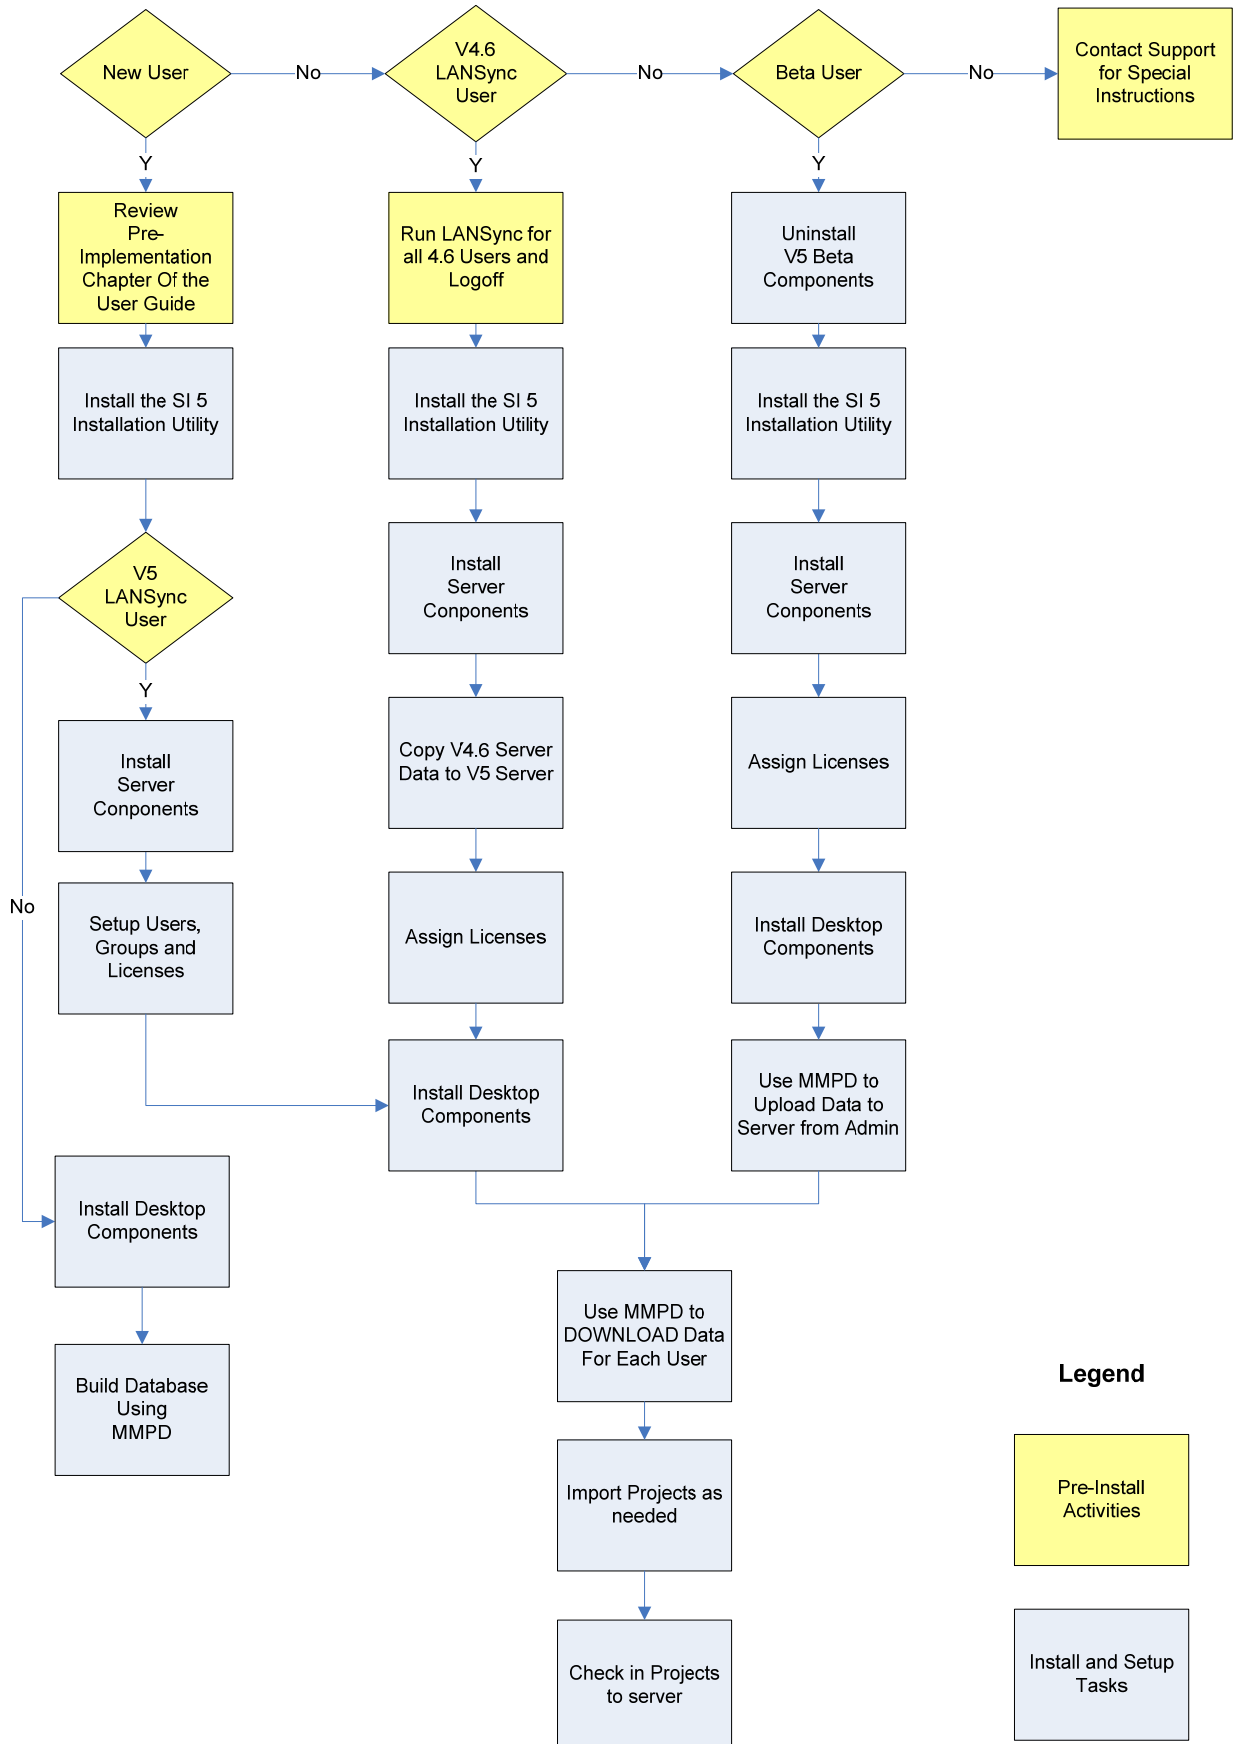 New User
No
V4.6
LANSync
User
No
Beta User
No
Contact Support
for Special
Instructions
Y
Y
Y
Review
Pre-
Implementation
Chapter Of the
User Guide
Run LANSync for
all 4.6 Users and
Logoff
Uninstall
V5 Beta
Components
Install the SI 5
Installation Utility
Install the SI 5
Installation Utility
Install the SI 5
Installation Utility
V5
LANSync
User
Install
Server
Conponents
Install
Server
Conponents
Y
Install
Server
Conponents
Copy V4.6 Server
Data to V5 Server
Assign Licenses
No
Setup Users,
Groups and
Licenses
Assign Licenses
Install Desktop
Components
Install Desktop
Components
Use MMPD to
Upload Data to
Server from Admin
Install Desktop
Components
Use MMPD to
DOWNLOAD Data
For Each User
Build Database
Using
MMPD
Import Projects as
needed
Check in Projects
to server
Legend
Pre-Install
Activities
Install and Setup
Tasks